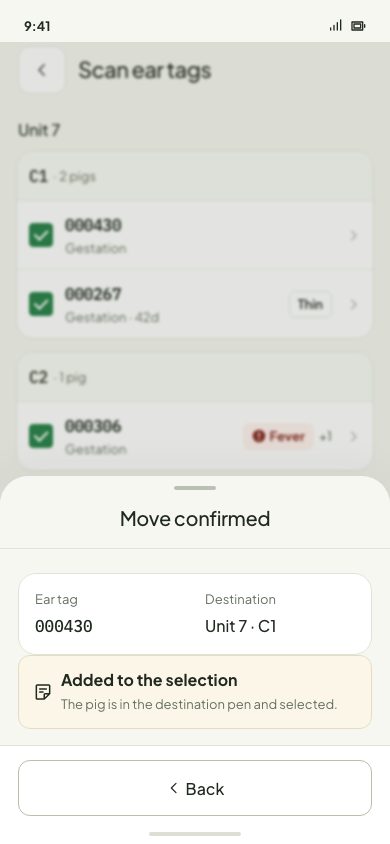 9:41
Scan ear tags
Unit 7
C1 · 2 pigs
000430
Gestation
000267
Gestation · 42d
Thin
C2 · 1 pig
000306
Gestation
Fever +1
Move confirmed
Ear tag
Destination
000430
Unit 7 · C1
Added to the selection
The pig is in the destination pen and selected.
Back